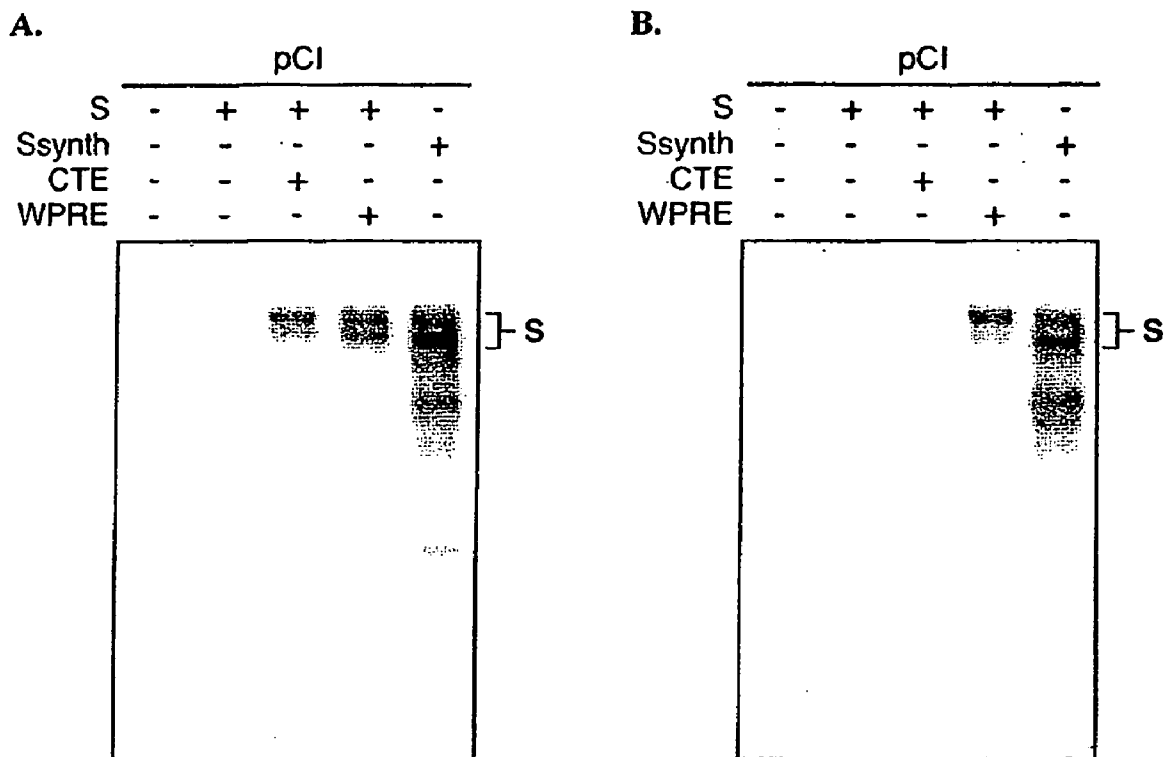 A.
pCI
S - + + + -
Ssynth - - - - +
CTE - - + - -
WPRE - - - + -
S
B.
pCI
S - + + + -
Ssynth - - - - +
CTE - - + - -
WPRE - - - + -
S